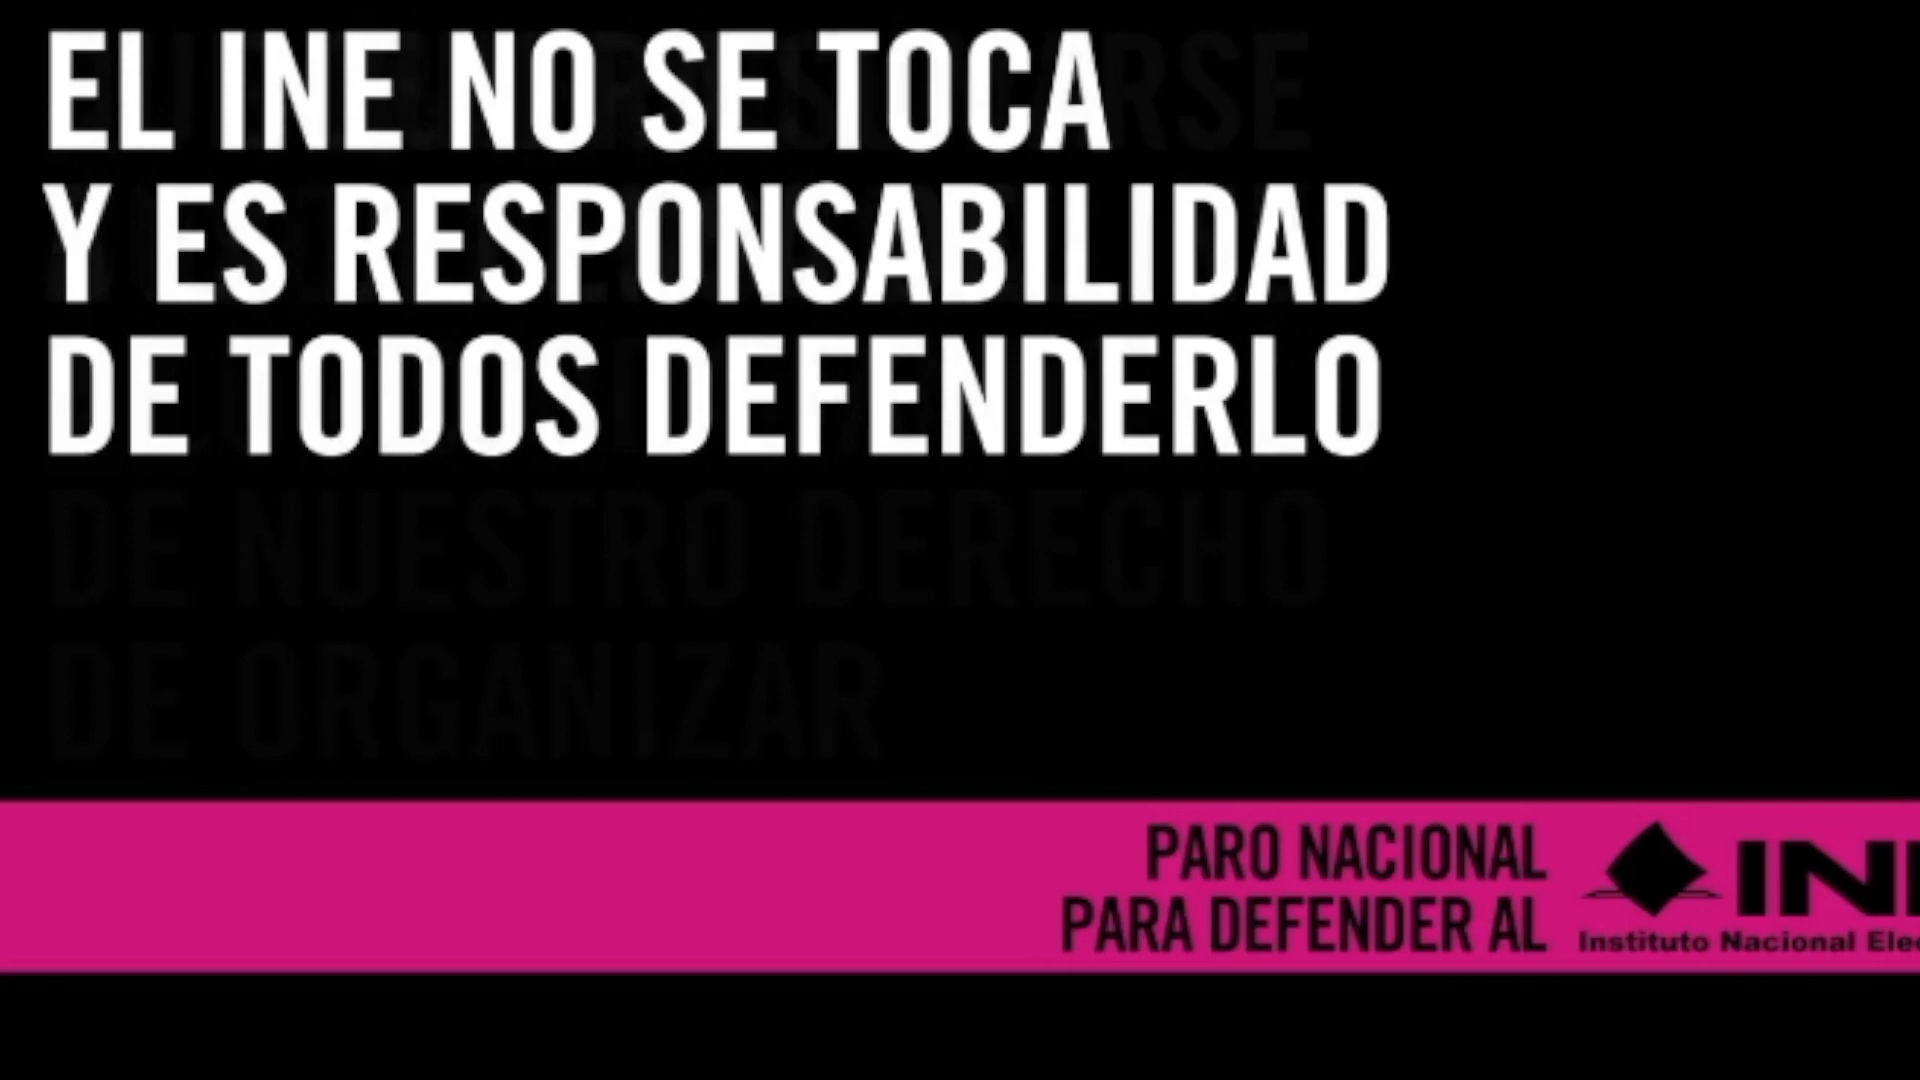 EL INE NO SE TOCA
Y ES RESPONSABILIDAD
DE TODOS DEFENDERLO
DE NUESTRO DERECHO
DE ORGANIZAR
PARO NACIONAL
PARA DEFENDER AL
Instituto Nacional